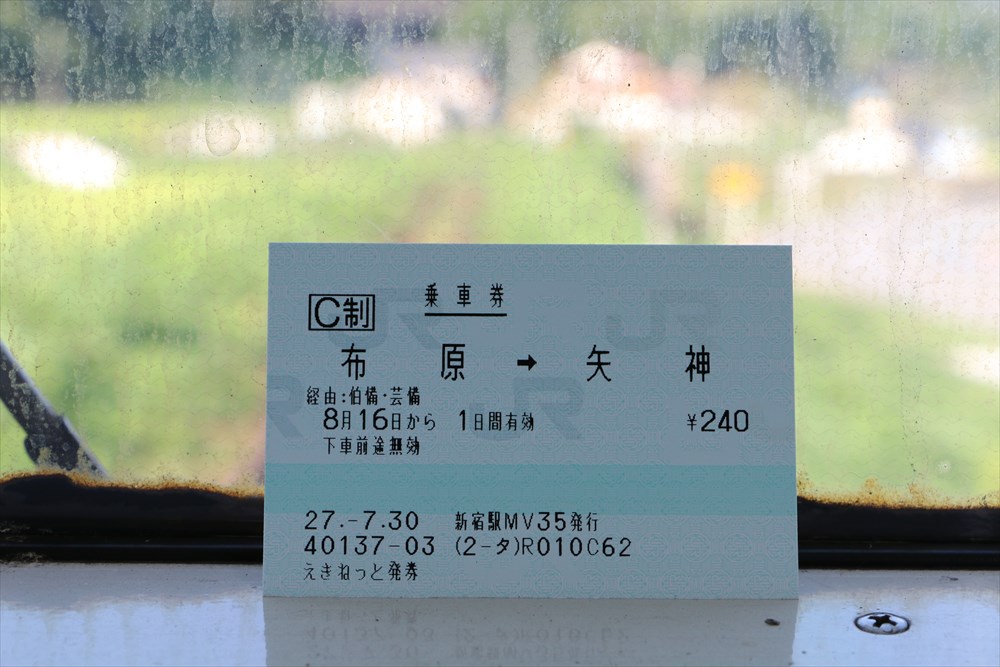 乗車券
C制
布原→矢神
経由:伯備・芸備
8月16日から 1日間有効 ¥240
下車前途無効
27.-7.30 新宿駅MV35発行
40137-03 (2-タ)R010C62
えきねっと発券
JR
JR
JR